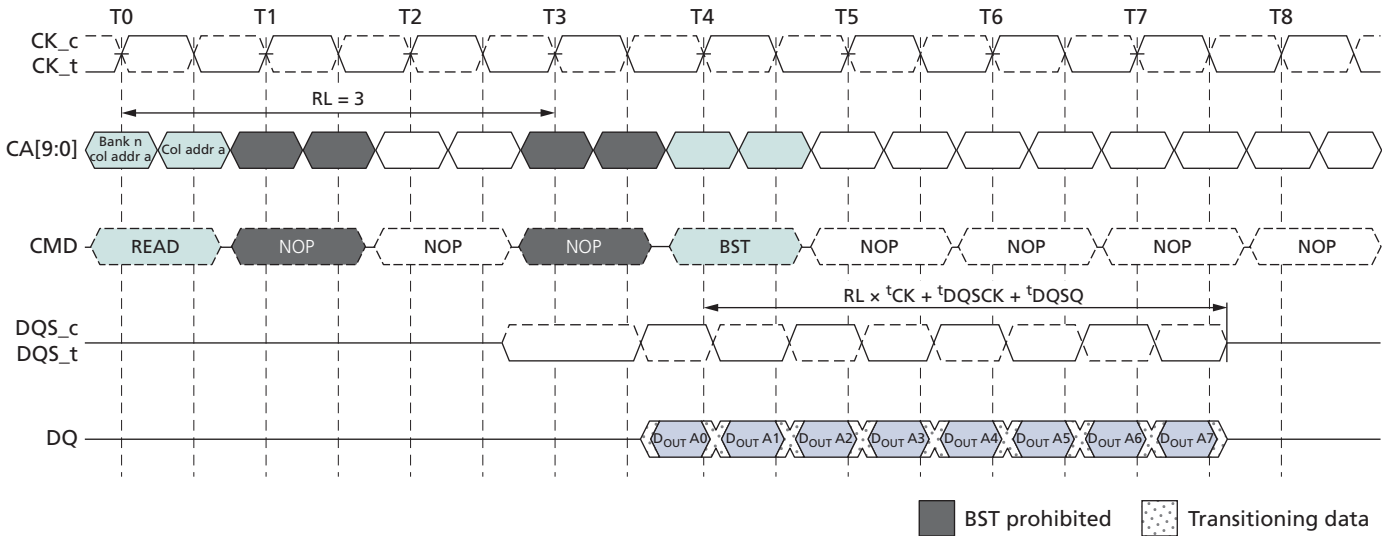 T0 T1 T2 T3 T4 T5 T6 T7 T8
CK_c
CK_t
RL = 3
CA[9:0] Bank n col addr a Col addr a
CMD READ NOP NOP NOP BST NOP NOP NOP NOP
RL × tCK + tDQSCK + tDQSQ
DQS_c
DQS_t
DQ DOUT A0 DOUT A1 DOUT A2 DOUT A3 DOUT A4 DOUT A5 DOUT A6 DOUT A7
BST prohibited Transitioning data